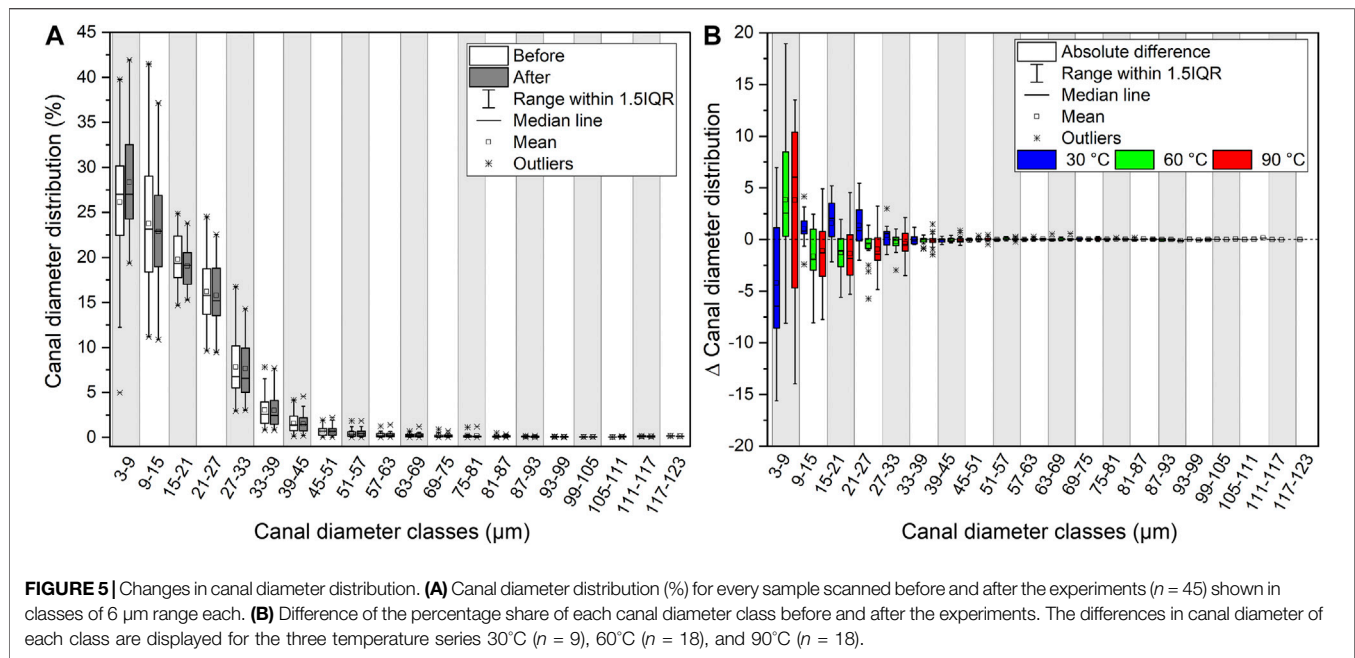 A
45
40
35
30
25
20
15
10
5
0
Canal diameter distribution (%)
Before
After
Range within 1.5IQR
Median line
Mean
Outliers
3-9
9-15
15-21
21-27
27-33
33-39
39-45
45-51
51-57
57-63
63-69
69-75
75-81
81-87
87-93
93-99
99-105
105-111
111-117
117-123
Canal diameter classes (µm)
B
20
15
10
5
0
-5
-10
-15
-20
Δ Canal diameter distribution
Absolute difference
Range within 1.5IQR
Median line
Mean
Outliers
30 °C 60 °C 90 °C
3-9
9-15
15-21
21-27
27-33
33-39
39-45
45-51
51-57
57-63
63-69
69-75
75-81
81-87
87-93
93-99
99-105
105-111
111-117
117-123
Canal diameter classes (µm)
FIGURE 5 | Changes in canal diameter distribution. (A) Canal diameter distribution (%) for every sample scanned before and after the experiments (n = 45) shown in
classes of 6 µm range each. (B) Difference of the percentage share of each canal diameter class before and after the experiments. The differences in canal diameter of
each class are displayed for the three temperature series 30°C (n = 9), 60°C (n = 18), and 90°C (n = 18).